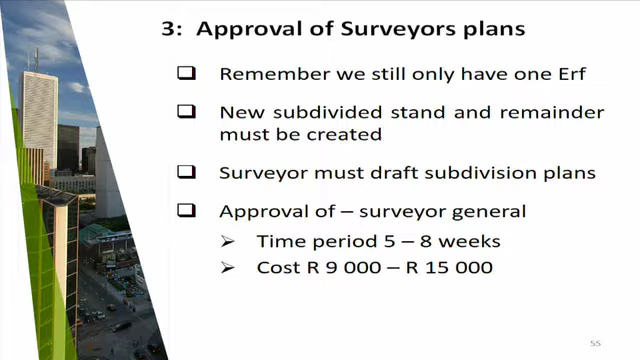 3: Approval of Surveyors plans
❑ Remember we still only have one Erf
❑ New subdivided stand and remainder
must be created
❑ Surveyor must draft subdivision plans
❑ Approval of – surveyor general
➢ Time period 5 – 8 weeks
➢ Cost R 9 000 – R 15 000
55